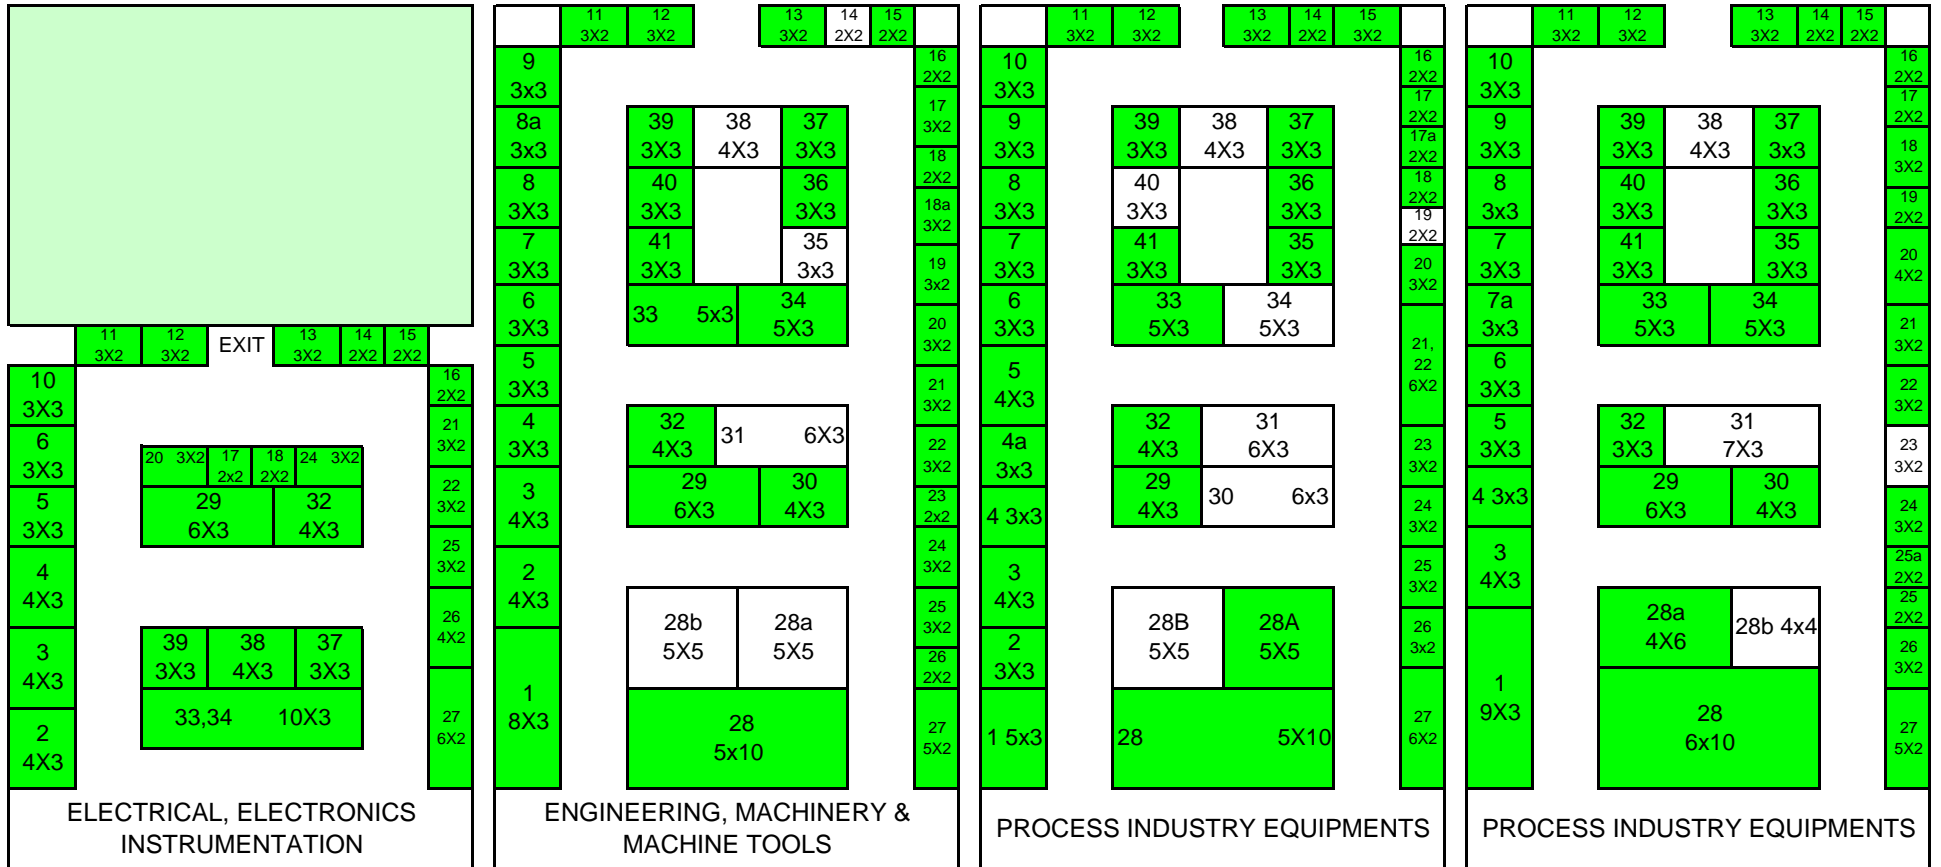 11
3X2
12
3X2
EXIT
13
3X2
14
2X2
15
2X2
10
3X3
6
3X3
5
3X3
4
4X3
3
4X3
2
4X3
20 3X2
17
2x2
18
2X2
24 3X2
29
6X3
32
4X3
39
3X3
38
4X3
37
3X3
33,34 10X3
16
2X2
21
3X2
22
3X2
25
3X2
26
4X2
27
6X2
ELECTRICAL, ELECTRONICS
INSTRUMENTATION
11
3X2
12
3X2
13
3X2
14
2X2
15
2X2
9
3x3
8a
3x3
8
3X3
7
3X3
6
3X3
5
3X3
4
3X3
3
4X3
2
4X3
1
8X3
39
3X3
38
4X3
37
3X3
40
3X3
36
3X3
41
3X3
35
3x3
33 5x3
34
5X3
32
4X3
31 6X3
29
6X3
30
4X3
28b
5X5
28a
5X5
28
5x10
16
2X2
17
3X2
18
2X2
18a
3X2
19
3x2
20
3X2
21
3X2
22
3X2
23
2x2
24
3X2
25
3X2
26
2X2
27
5X2
ENGINEERING, MACHINERY &
MACHINE TOOLS
11
3X2
12
3X2
13
3X2
14
2X2
15
3X2
10
3X3
9
3X3
8
3X3
7
3X3
6
3X3
5
4X3
4a
3x3
4 3x3
3
4X3
2
3X3
1 5x3
39
3X3
38
4X3
37
3X3
40
3X3
36
3X3
41
3X3
35
3X3
33
5X3
34
5X3
32
4X3
31
6X3
29
4X3
30 6x3
28B
5X5
28A
5X5
28 5X10
16
2X2
17
2X2
17a
2X2
18
2X2
19
2X2
20
3X2
21,
22
6X2
23
3X2
24
3X2
25
3X2
26
3x2
27
6X2
PROCESS INDUSTRY EQUIPMENTS
11
3X2
12
3X2
13
3X2
14
2X2
15
2X2
10
3X3
9
3X3
8
3x3
7
3X3
7a
3x3
6
3X3
5
3X3
4 3x3
3
4X3
1
9X3
39
3X3
38
4X3
37
3x3
40
3X3
36
3X3
41
3X3
35
3X3
33
5X3
34
5X3
32
3X3
31
7X3
29
6X3
30
4X3
28a
4X6
28b 4x4
28
6x10
16
2X2
17
2X2
18
3X2
19
2X2
20
4X2
21
3X2
22
3X2
23
3X2
24
3X2
25a
2X2
25
2X2
26
3X2
27
5X2
PROCESS INDUSTRY EQUIPMENTS